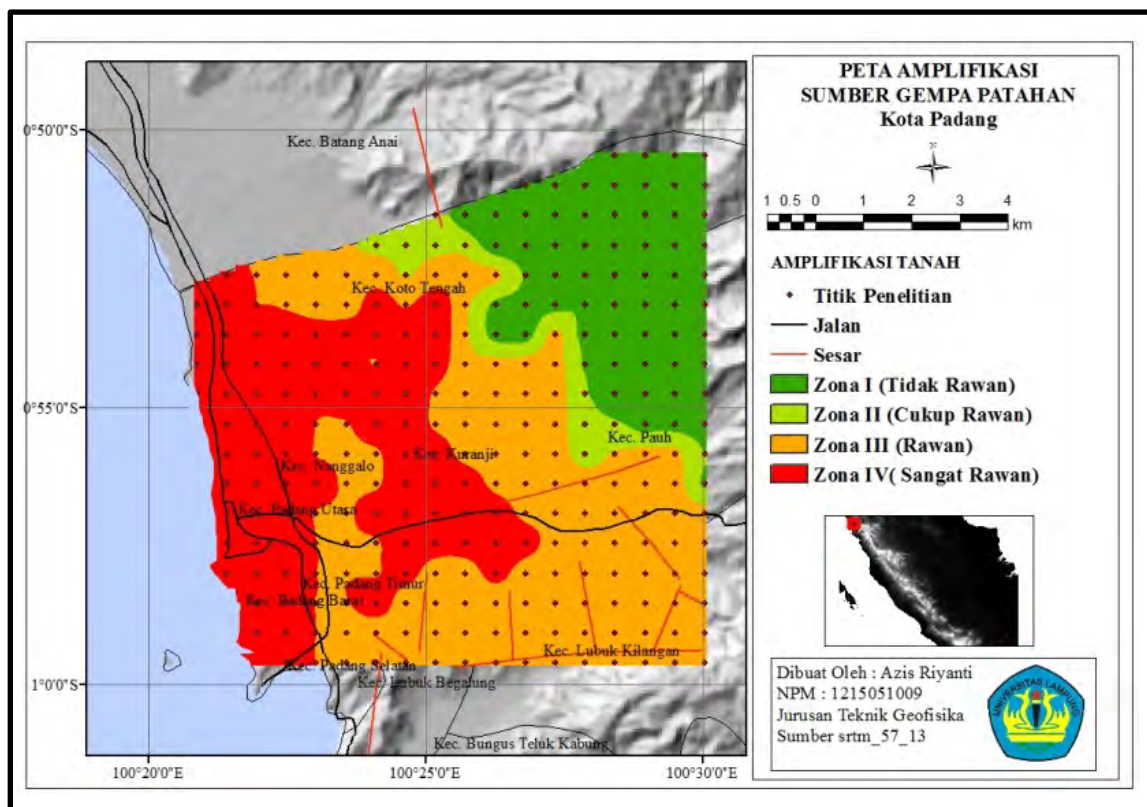 PETA AMPLIFIKASI
SUMBER GEMPA PATAHAN
Kota Padang
N
1 0.5 0 1 2 3 4
km
AMPLIFIKASI TANAH
Titik Penelitian
Jalan
Sesar
Zona I (Tidak Rawan)
Zona II (Cukup Rawan)
Zona III (Rawan)
Zona IV( Sangat Rawan)
Dibuat Oleh : Azis Riyanti
NPM : 1215051009
Jurusan Teknik Geofisika
Sumber srtm_57_13
UNIVERSITAS LAMPUNG
0°50'0"S
0°55'0"S
1°0'0"S
100°20'0"E
100°25'0"E
100°30'0"E
Kec. Batang Anai
Kec. Koto Tengah
Kec. Pauh
Kec. Kuranji
Kec. Nanggalo
Kec. Padang Utara
Kec. Padang Timur
Kec. Padang Barat
Kec. Lubuk Kilangan
Kec. Padang Selatan
Kec. Lubuk Begalung
Kec. Bungus Teluk Kabung